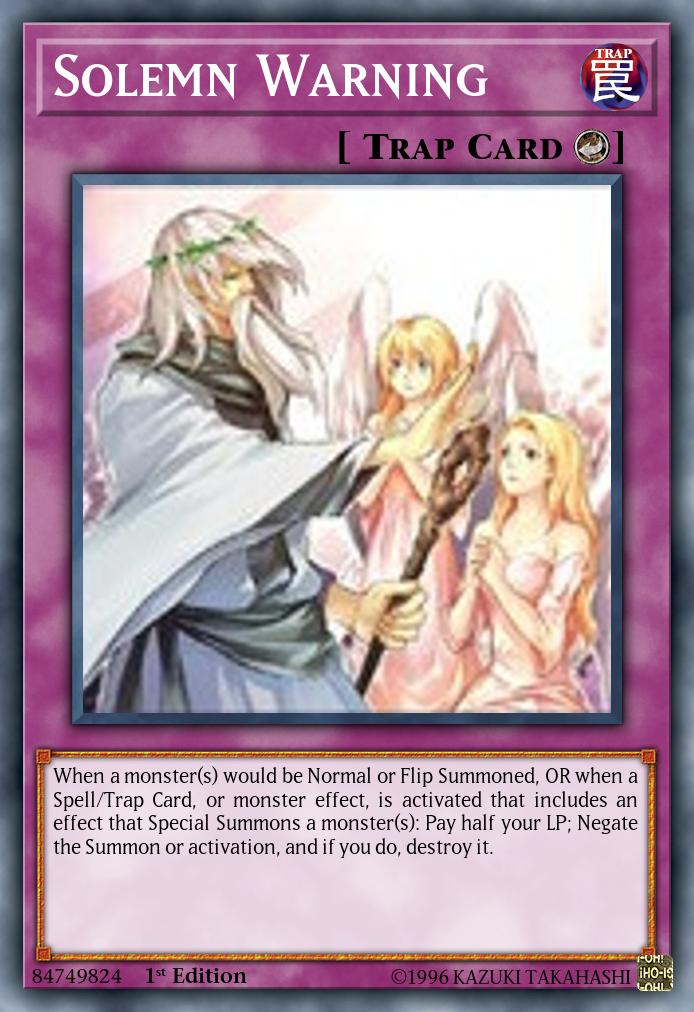 SOLEMN WARNING
TRAP
罠
[ TRAP CARD ]
When a monster(s) would be Normal or Flip Summoned, OR when a
Spell/Trap Card, or monster effect, is activated that includes an
effect that Special Summons a monster(s): Pay half your LP; Negate
the Summon or activation, and if you do, destroy it.
84749824 1st Edition ©1996 KAZUKI TAKAHASHI